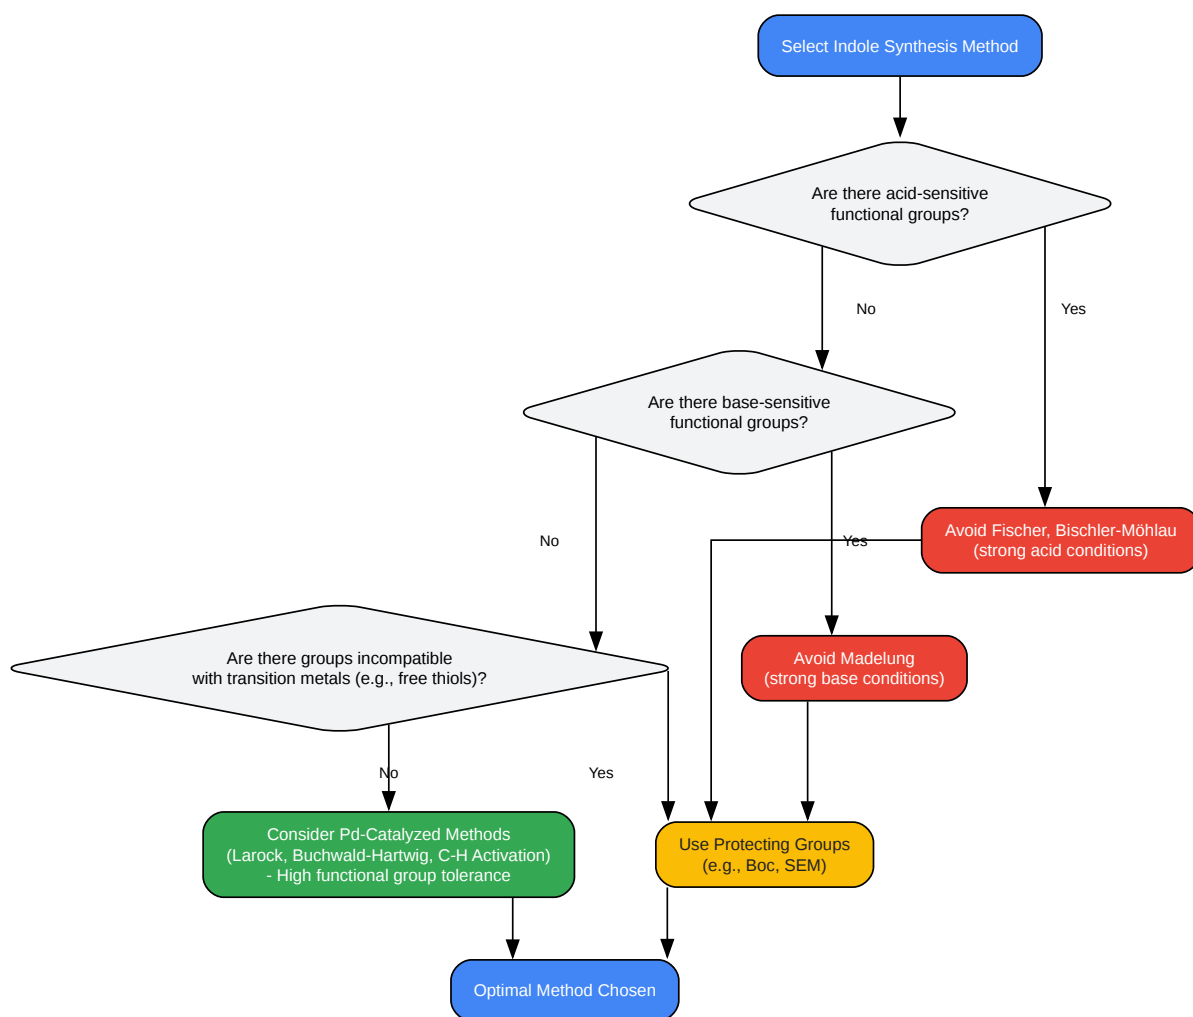 Select Indole Synthesis Method
Are there acid-sensitive
functional groups?
No
Yes
Are there base-sensitive
functional groups?
No
Yes
Avoid Fischer, Bischler-Möhlau
(strong acid conditions)
Are there groups incompatible
with transition metals (e.g., free thiols)?
Avoid Madelung
(strong base conditions)
No
Yes
Consider Pd-Catalyzed Methods
(Larock, Buchwald-Hartwig, C-H Activation)
- High functional group tolerance
Use Protecting Groups
(e.g., Boc, SEM)
Optimal Method Chosen